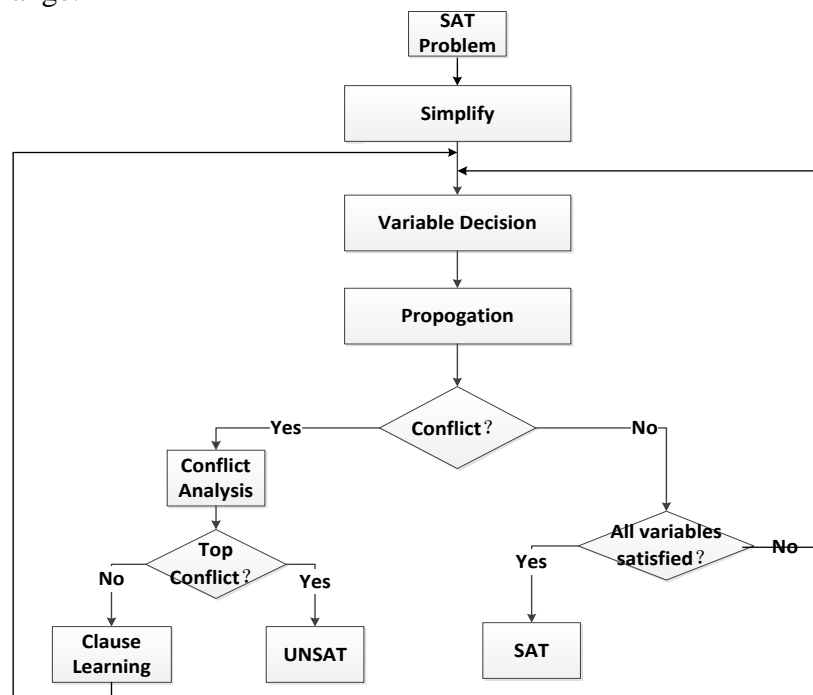 SAT
Problem
Simplify
Variable Decision
Propogation
Conflict？
Yes
No
Conflict
Analysis
All variables
satisfied？
Top
Conflict？
Yes
No
No
Yes
Clause
Learning
UNSAT
SAT